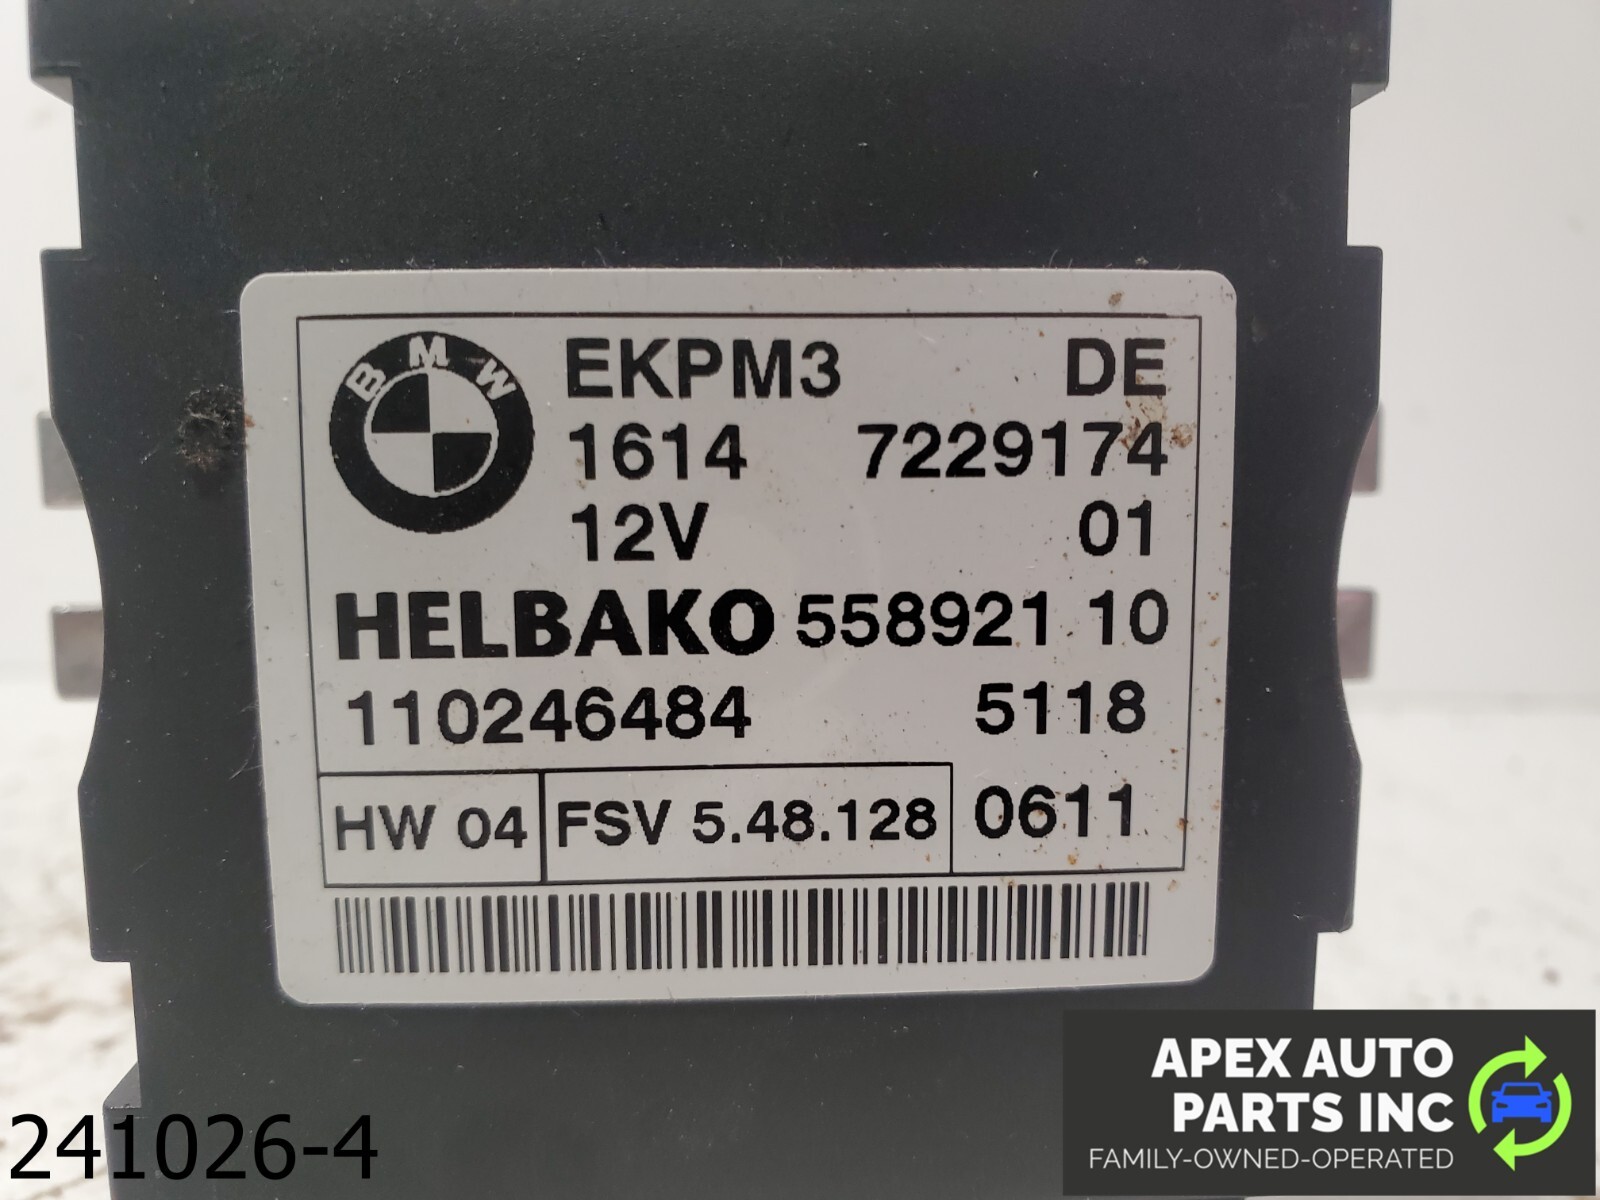 BMW
EKPM3 DE
1614 7229174
12V 01
HELBAKO 558921 10
110246484 5118
HW 04 FSV 5.48.128 0611
241026-4
APEX AUTO
PARTS INC
FAMILY-OWNED-OPERATED